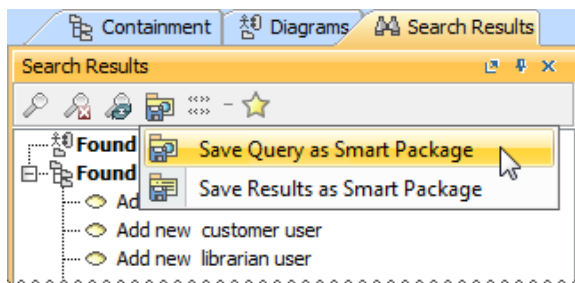 Containment Diagrams Search Results
Search Results
Found
Save Query as Smart Package
Found
Save Results as Smart Package
Ad
Add new customer user
Add new librarian user